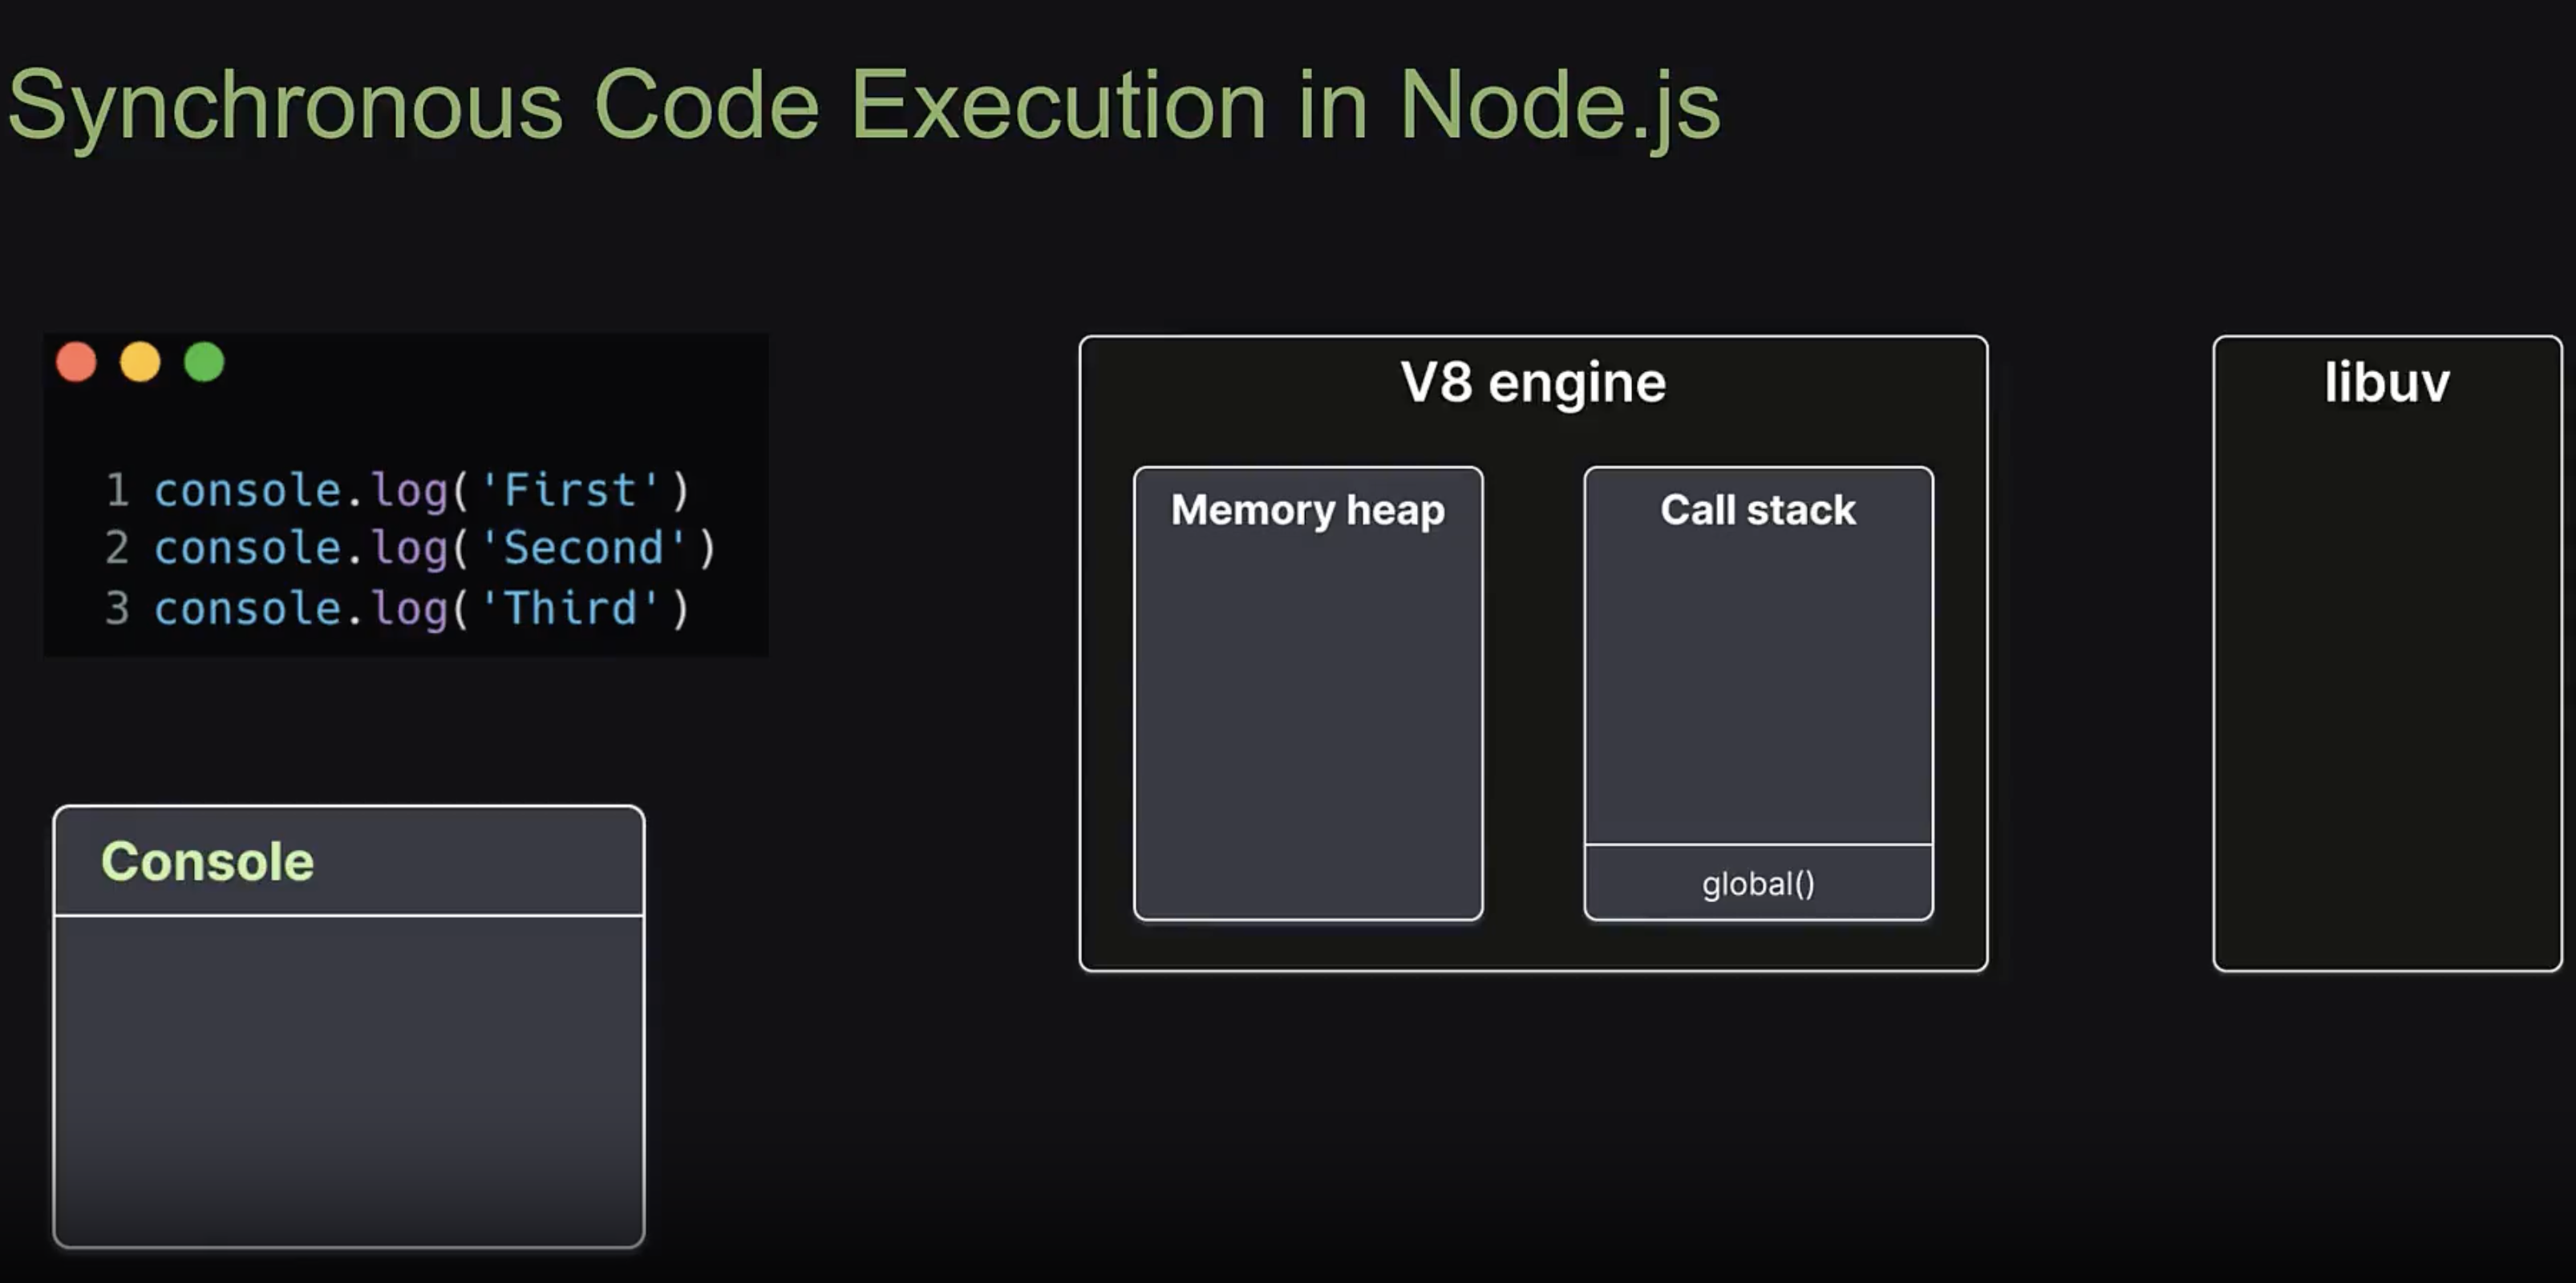 Synchronous Code Execution in Node.js
1 console.log('First')
2 console.log('Second')
3 console.log('Third')
Console
V8 engine
Memory heap
Call stack
global()
libuv